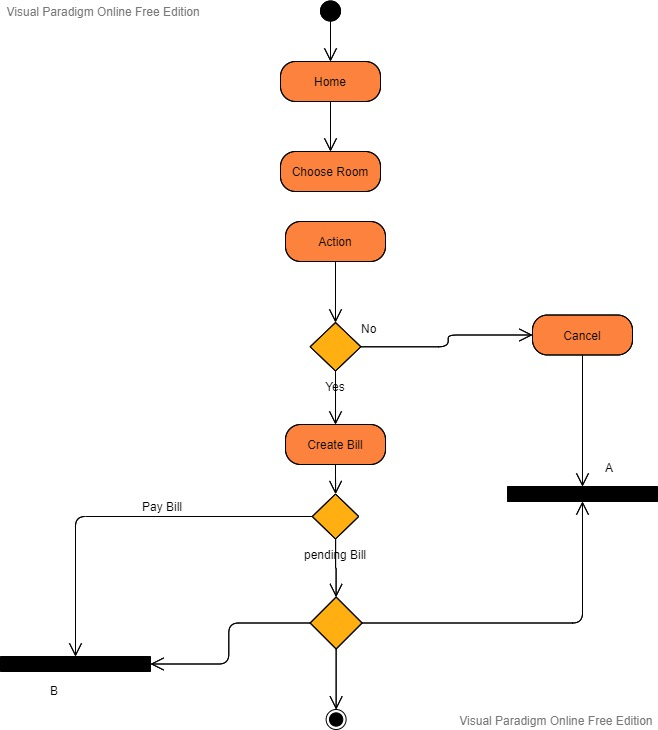 Visual Paradigm Online Free Edition
Home
Choose Room
Action
No
Cancel
Yes
Create Bill
A
Pay Bill
pending Bill
B
Visual Paradigm Online Free Edition